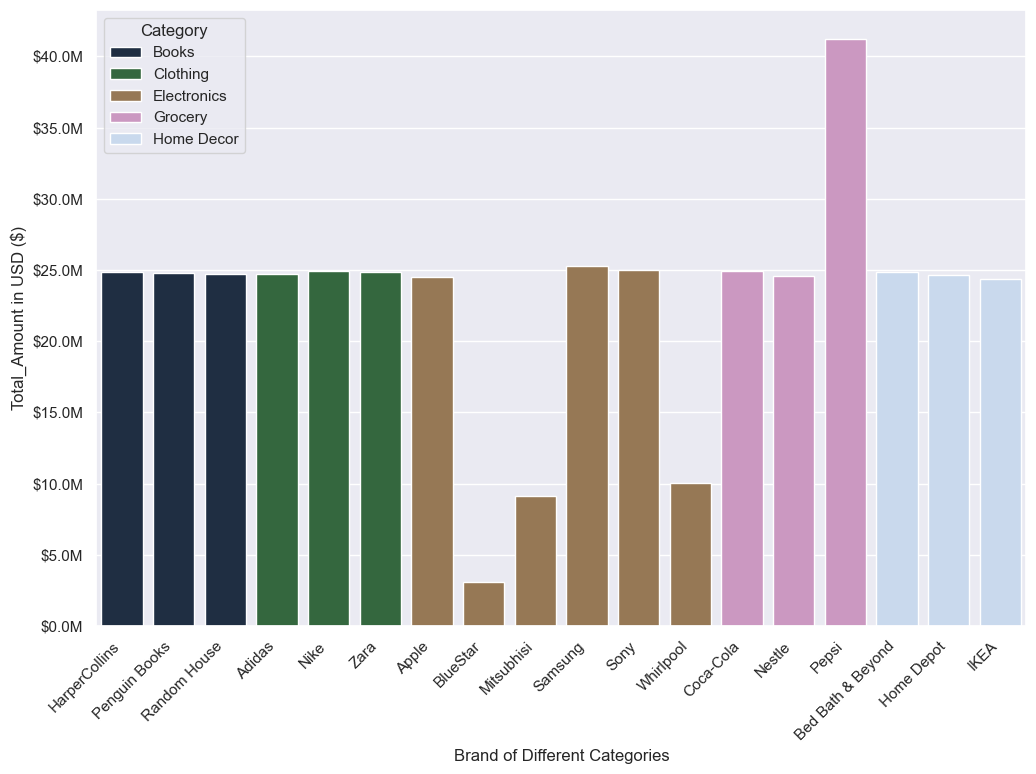 Category
Books
Clothing
Electronics
Grocery
Home Decor
$40.0M
$35.0M
$30.0M
$25.0M
$20.0M
$15.0M
$10.0M
$5.0M
$0.0M
Total_Amount in USD ($)
HarperCollins
Penguin Books
Random House
Adidas
Nike
Zara
Apple
BlueStar
Mitsubhisi
Samsung
Sony
Whirlpool
Coca-Cola
Nestle
Pepsi
Bed Bath & Beyond
Home Depot
IKEA
Brand of Different Categories